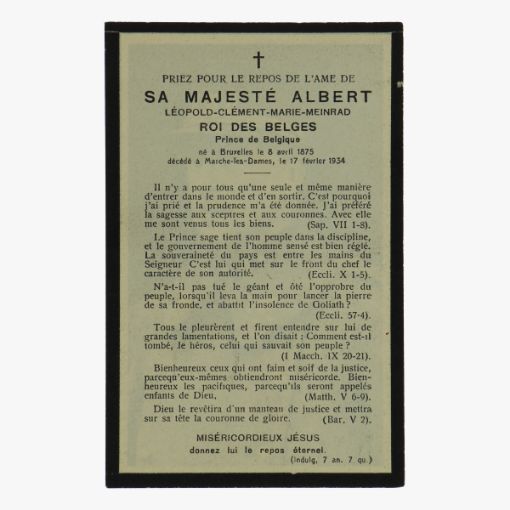 PRIEZ POUR LE REPOS DE L'AME DE
SA MAJESTÉ ALBERT
LÉOPOLD-CLÉMENT-MARIE-MEINRAD
ROI DES BELGES
Prince de Belgique
né à Bruxelles le 8 avril 1875
décédé à Marche-les-Dames, le 17 février 1934
Il n'y a pour tous qu'une seule et même manière
d'entrer dans le monde et d'en sortir. C'est pourquoi
j'ai prié et la prudence m'a été donnée. J'ai préféré
la sagesse aux sceptres et aux couronnes. Avec elle
me sont venus tous les biens. (Sap. VII 1-8).
Le Prince sage tient son peuple dans la discipline,
et le gouvernement de l'homme sensé est bien réglé.
La souveraineté du pays est entre les mains du
Seigneur C'est lui qui met sur le front du chef le
caractère de son autorité. (Eccli. X 1-5).
N'a-t-il pas tué le géant et ôté l'opprobre du
peuple, lorsqu'il leva la main pour lancer la pierre
de sa fronde, et abattit l'insolence de Goliath ?
(Eccli. 57-4).
Tous le pleurèrent et firent entendre sur lui de
grandes lamentations, et l'on disait : Comment est-il
tombé, le héros, celui qui sauvait son peuple ?
(I Macch. IX 20-21).
Bienheureux ceux qui ont faim et soif de la justice,
parcequ'eux-mêmes obtiendront miséricorde. Bien-
heureux les pacifiques, parcequ'ils seront appelés
enfants de Dieu. (Matth. V 6-9).
Dieu le revêtira d'un manteau de justice et mettra
sur sa tête la couronne de gloire. (Bar. V 2).
MISÉRICORDIEUX JÉSUS
donnez lui le repos éternel.
(Indulg, 7 an. 7 qu.)